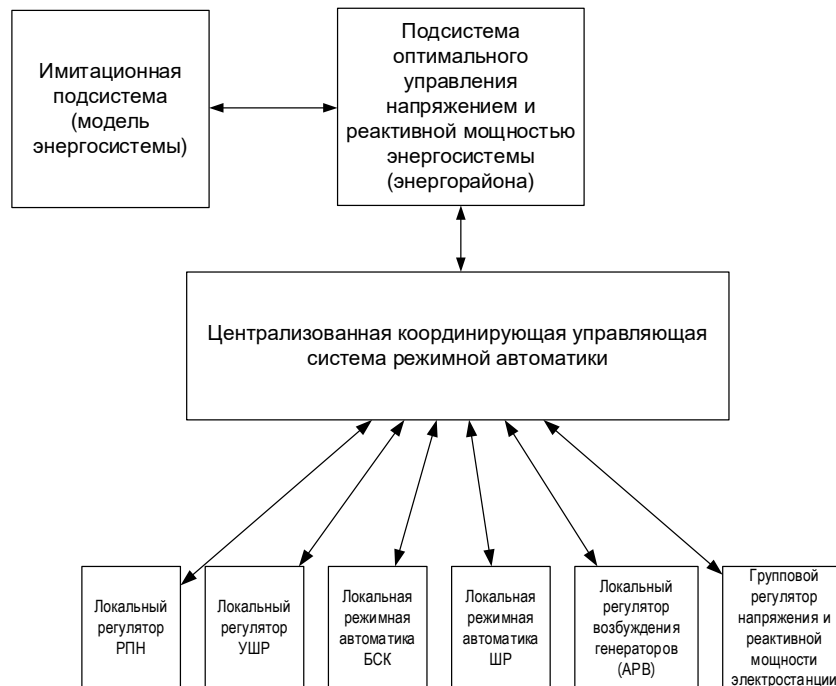 Имитационная
подсистема
(модель
энергосистемы)
Подсистема
оптимального
управления
напряжением и
реактивной мощностью
энергосистемы
(энергорайона)
Централизованная координирующая управляющая
система режимной автоматики
Локальный
регулятор
РПН
Локальный
регулятор
УШР
Локальная
режимная
автоматика
БСК
Локальная
режимная
автоматика
ШР
Локальный
регулятор
возбуждения
генераторов
(АРВ)
Групповой
регулятор
напряжения и
реактивной
мощности
электростанции